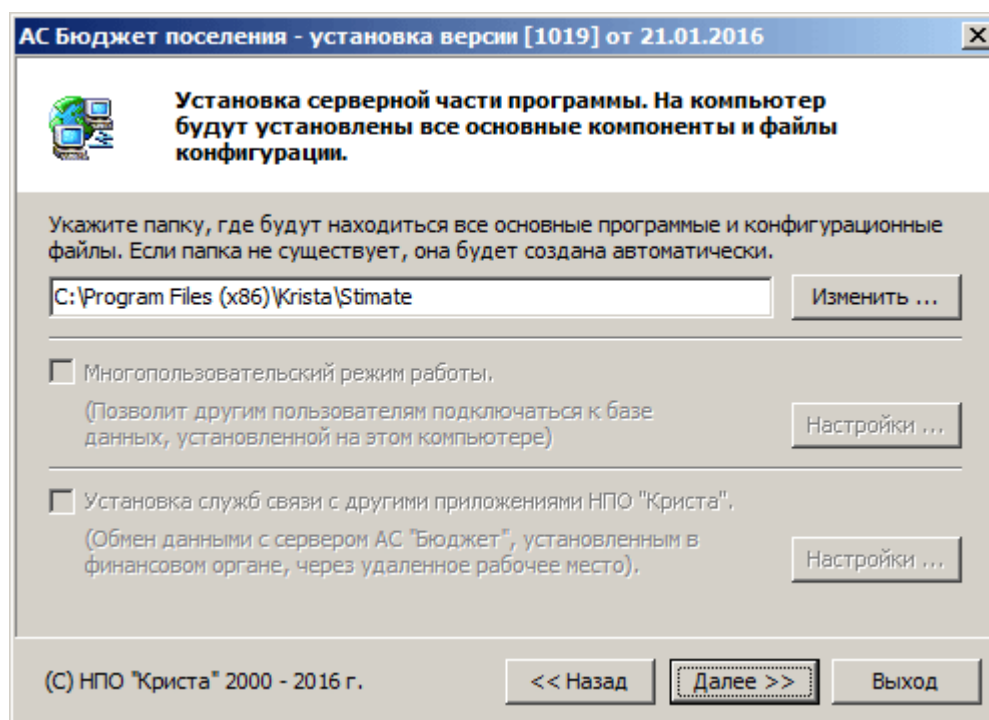 АС Бюджет поселения - установка версии [1019] от 21.01.2016
Установка серверной части программы. На компьютер
будут установлены все основные компоненты и файлы
конфигурации.
Укажите папку, где будут находиться все основные программые и конфигурационные
файлы. Если папка не существует, она будет создана автоматически.
C:\Program Files (x86)\Krista\Stimate
Изменить ...
Многопользовательский режим работы.
(Позволит другим пользователям подключаться к базе
данных, установленной на этом компьютере)
Настройки ...
Установка служб связи с другими приложениями НПО "Криста".
(Обмен данными с сервером АС "Бюджет", установленным в
финансовом органе, через удаленное рабочее место).
Настройки ...
(C) НПО "Криста" 2000 - 2016 г.
<< Назад
Далее >>
Выход